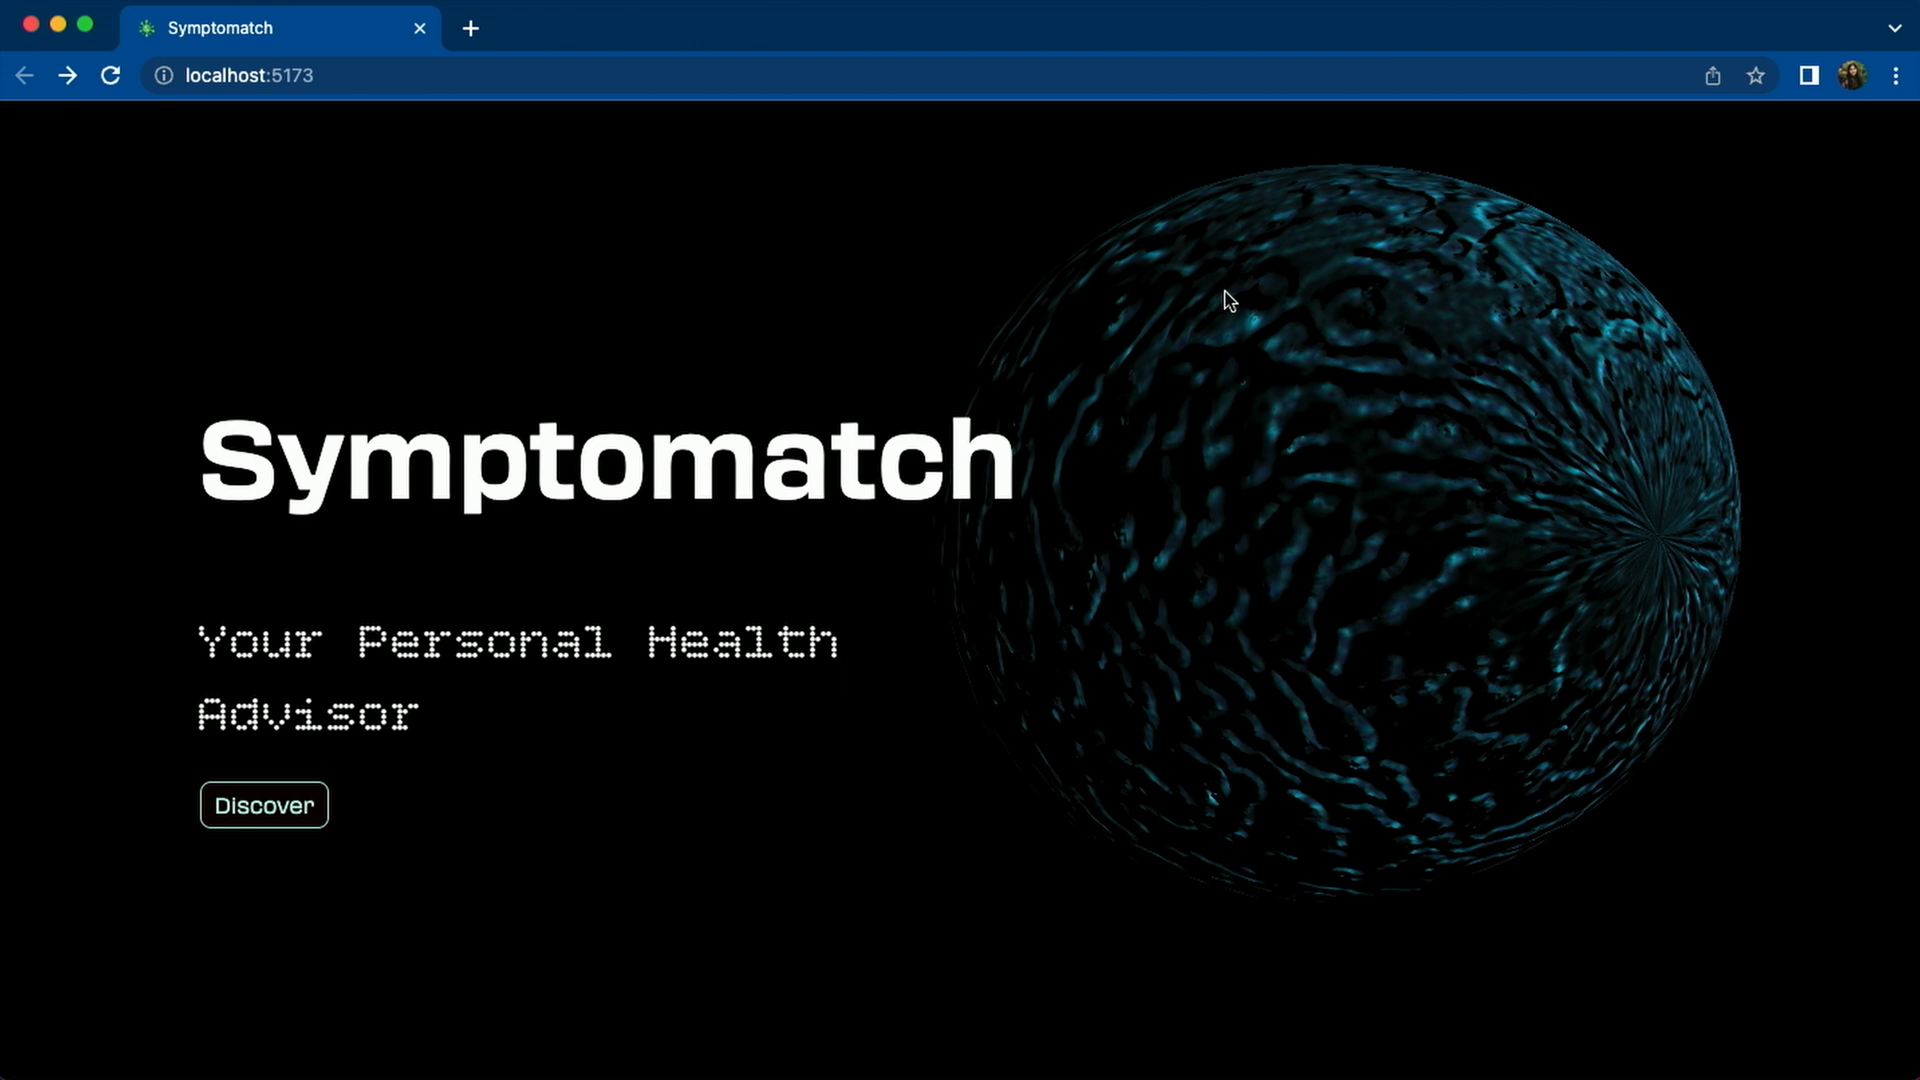 Symptomatch
localhost:5173
Symptomatch
Your Personal Health
Advisor
Discover